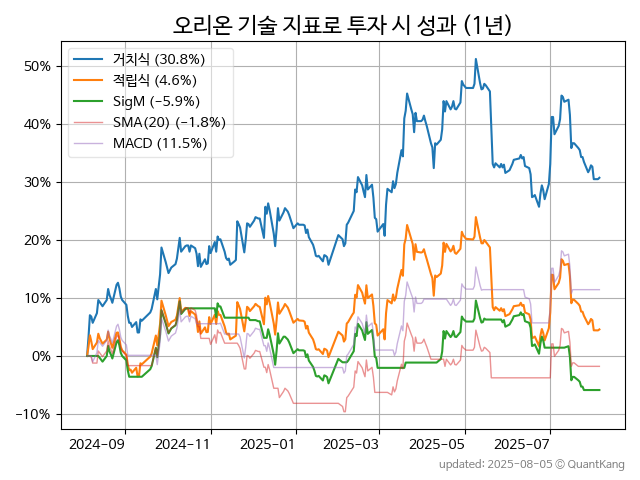 오리온 기술 지표로 투자 시 성과 (1년)
거치식 (30.8%)
적립식 (4.6%)
SigM (−5.9%)
SMA(20) (−1.8%)
MACD (11.5%)
50%
40%
30%
20%
10%
0%
−10%
2024-09
2024-11
2025-01
2025-03
2025-05
2025-07
updated: 2025-08-05 © QuantKang